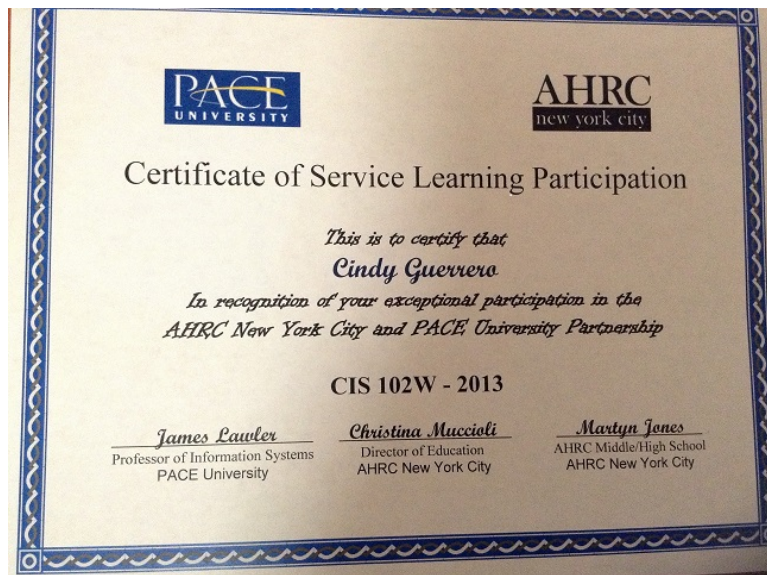 PACE
UNIVERSITY
AHRC
new york city
Certificate of Service Learning Participation
This is to certify that
Cindy Guerrero
In recognition of your exceptional participation in the
AHRC New York City and PACE University Partnership
CIS 102W - 2013
James Lawler
Professor of Information Systems
PACE University
Christina Muccioli
Director of Education
AHRC New York City
Martyn Jones
AHRC Middle/High School
AHRC New York City